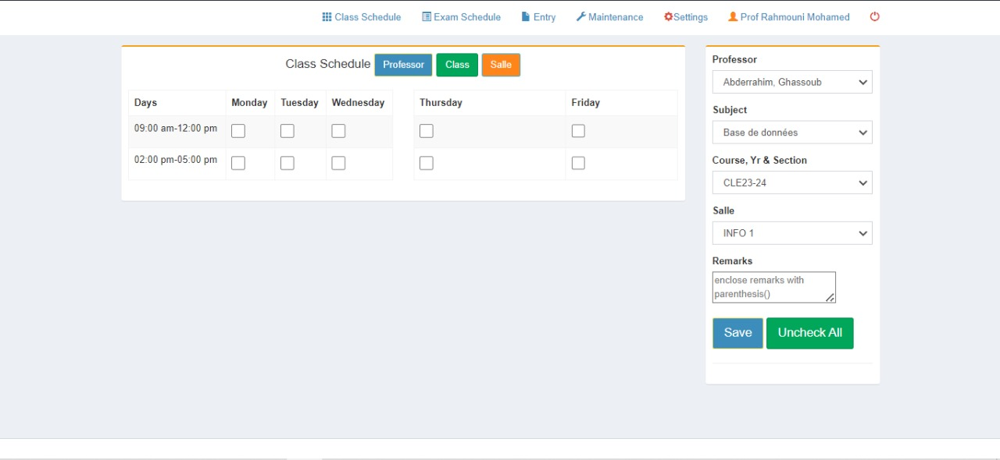 Class Schedule Exam Schedule Entry Maintenance Settings Prof Rahmouni Mohamed
Class Schedule Professor Class Salle
Days Monday Tuesday Wednesday Thursday Friday
09:00 am-12:00 pm
02:00 pm-05:00 pm
Professor
Abderrahim, Ghassoub
Subject
Base de données
Course, Yr & Section
CLE23-24
Salle
INFO 1
Remarks
enclose remarks with
parenthesis()
Save Uncheck All